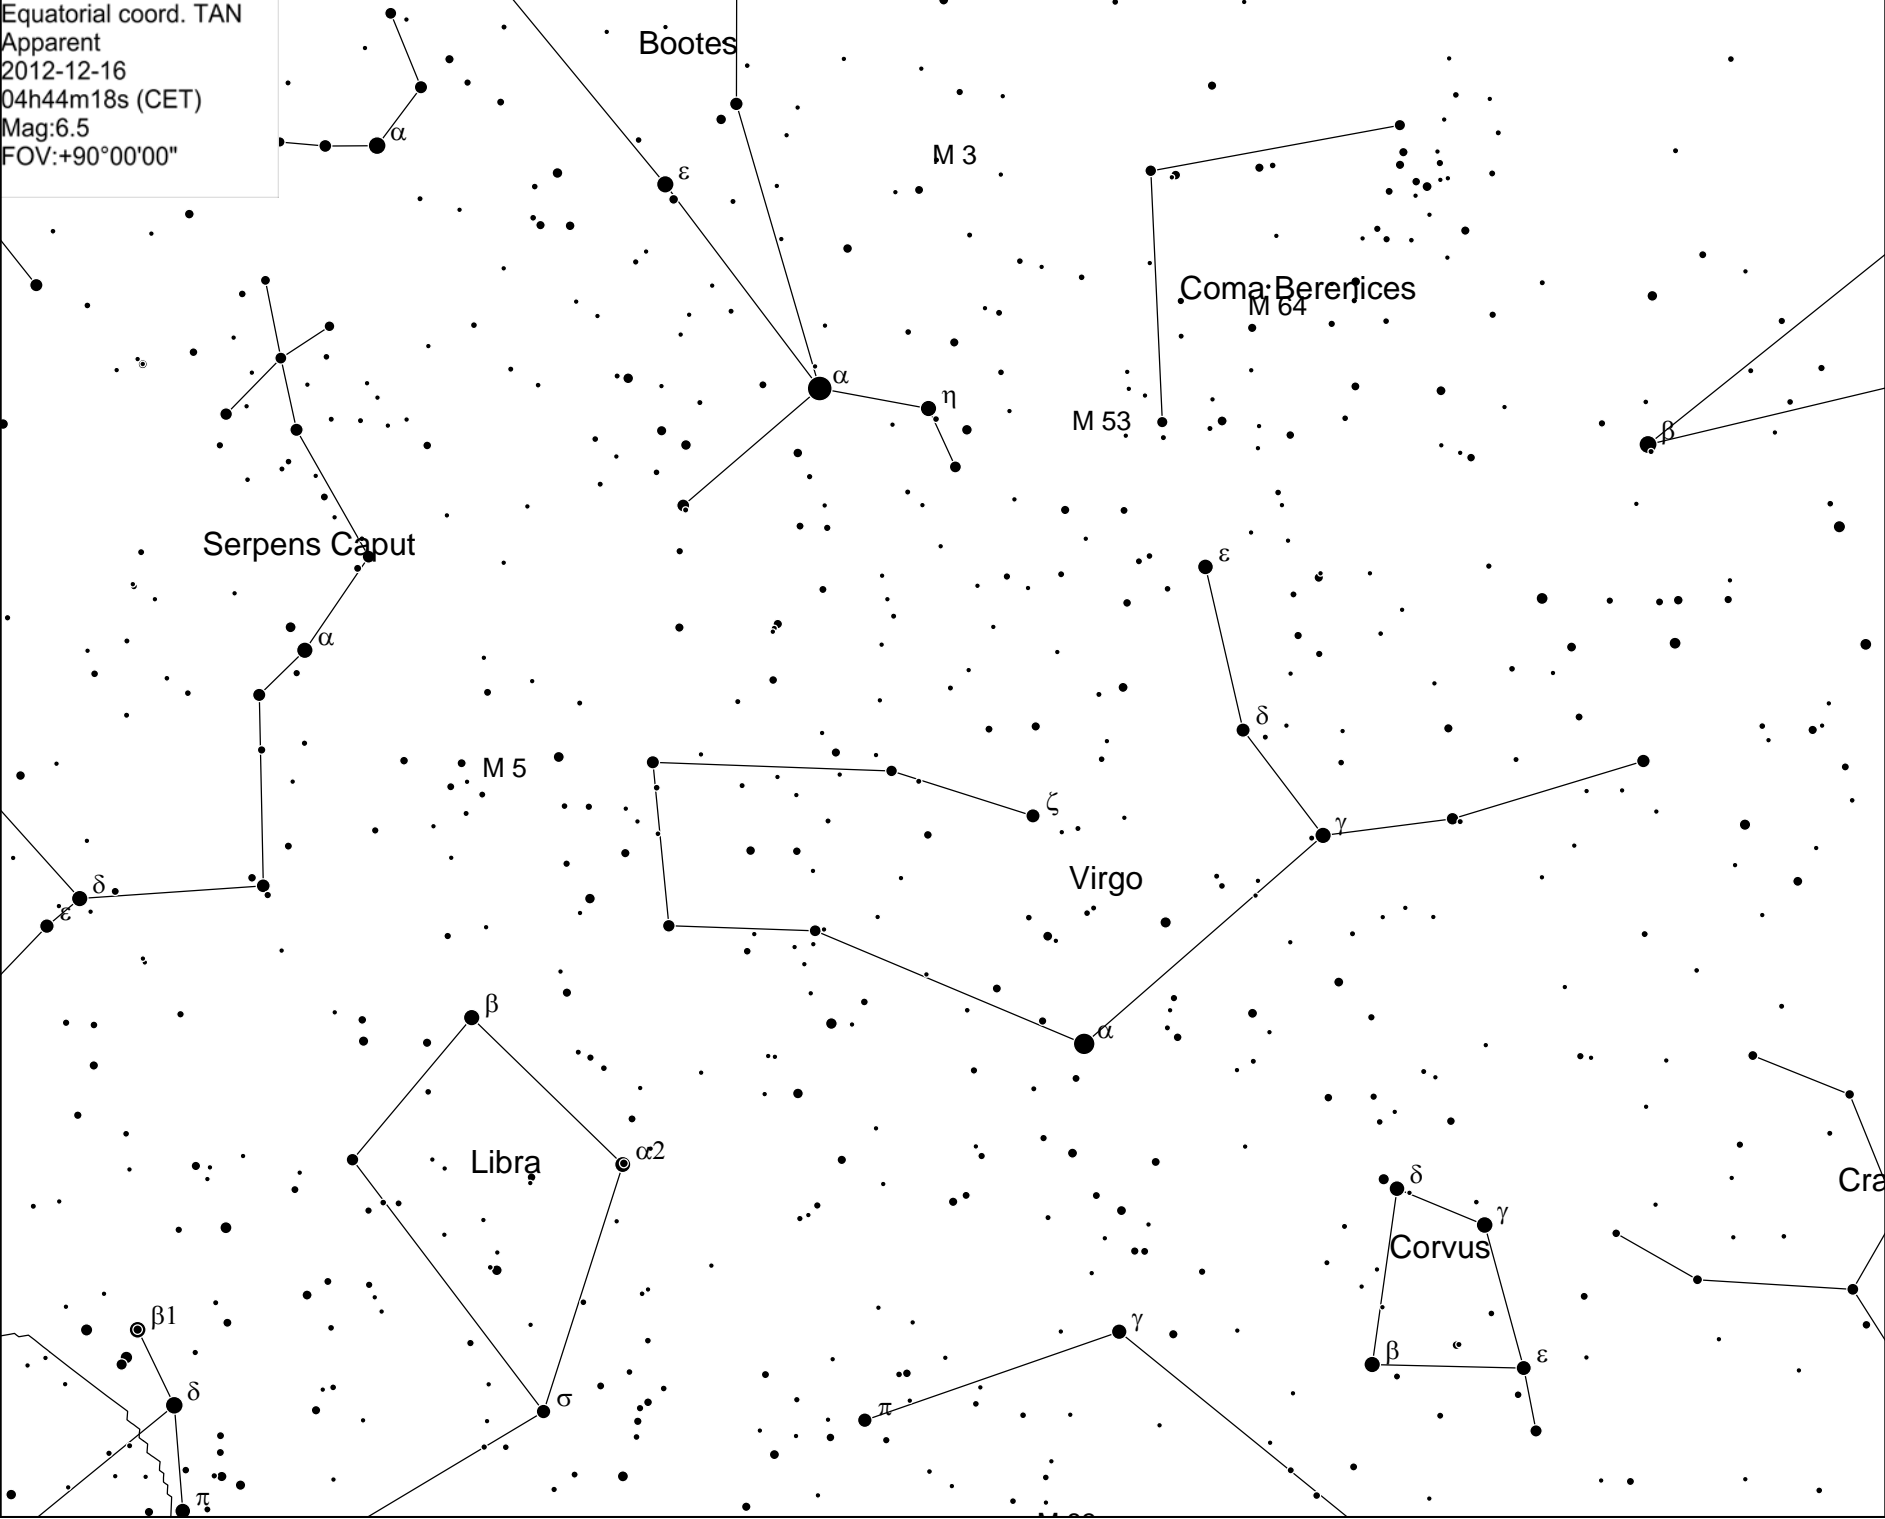 Equatorial coord. TAN
Apparent
2012-12-16
04h44m18s (CET)
Mag:6.5
FOV:+90°00'00"
Bootes
α
M 3
ε
Coma Berenices
M 64
α
η
M 53
β
Serpens Caput
ε
α
δ
M 5
ζ
γ
Virgo
δ
ε
β
α
α2
Libra
δ
Cra
γ
Corvus
β1
γ
β
ε
δ
σ
π
π